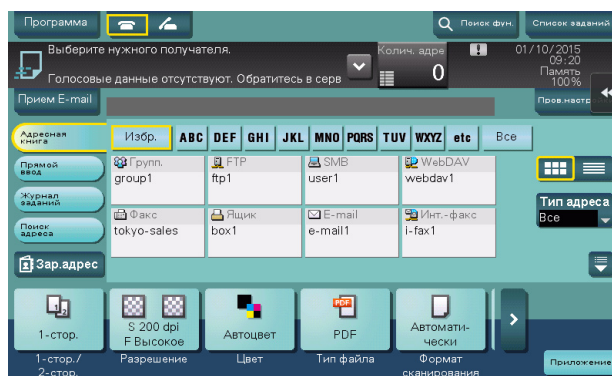 Программа
Поиск фун.
Список заданий
Выберите нужного получателя.
Голосовые данные отсутствуют. Обратитесь в серв
Колич. адре
0
01/10/2015
09:20
Память
100%
Прием E-mail
Пров.настр
Адресная
книга
Избр.
ABC
DEF
GHI
JKL
MNO
PQRS
TUV
WXYZ
etc
Все
Прямой
ввод
Журнал
заданий
Поиск
адреса
Зар.адрес
Групп.
group1
FTP
ftp1
SMB
user1
WebDAV
webdav1
Факс
tokyo-sales
Ящик
box1
E-mail
e-mail1
Инт.-факс
i-fax1
Тип адреса
Все
1-стор.
S 200 dpi
F Высокое
Автоцвет
PDF
PDF
Автомати-
чески
1-стор./
2-стор.
Разрешение
Цвет
Тип файла
Формат
сканирования
Приложение